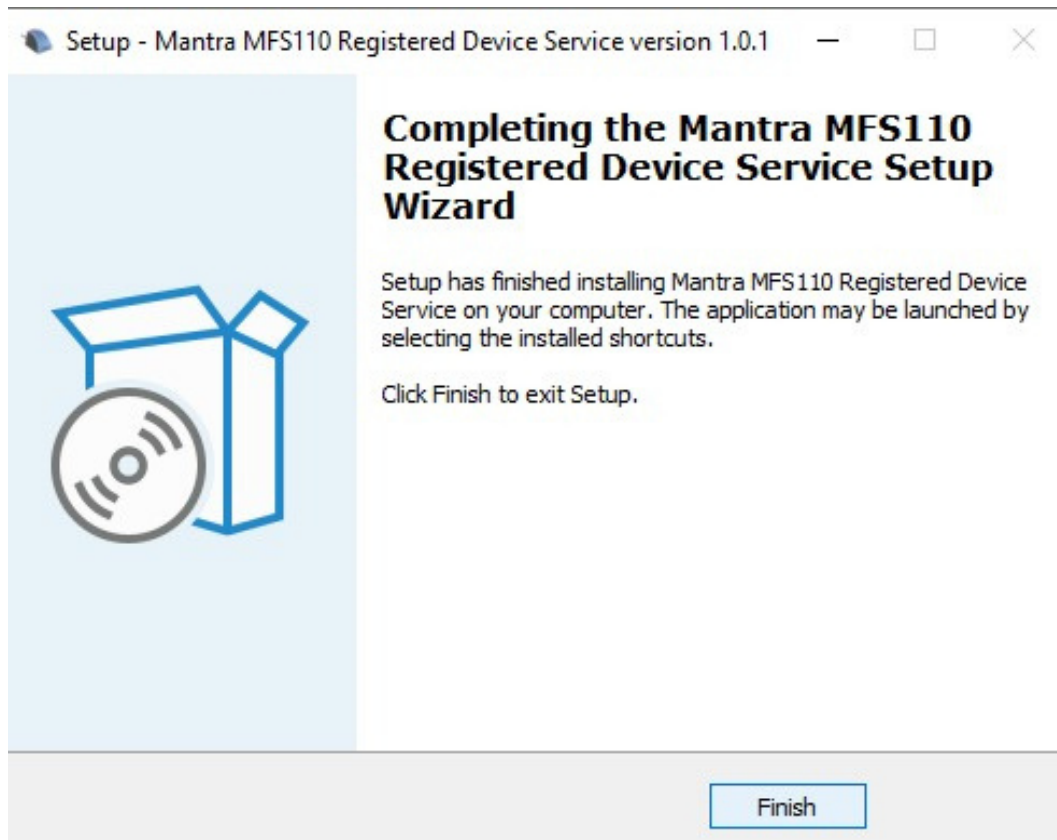 Setup - Mantra MFS110 Registered Device Service version 1.0.1
Completing the Mantra MFS110
Registered Device Service Setup
Wizard
Setup has finished installing Mantra MFS110 Registered Device
Service on your computer. The application may be launched by
selecting the installed shortcuts.
Click Finish to exit Setup.
Finish